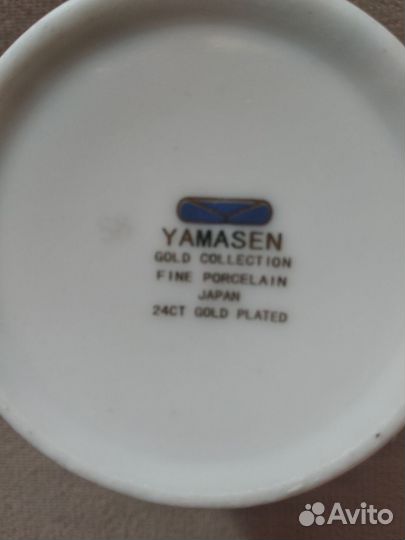 YAMASEN
GOLD COLLECTION
FINE PORCELAIN
JAPAN
24CT GOLD PLATED
Avito